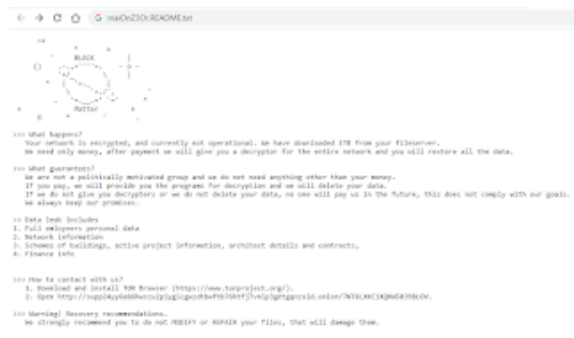 BLACK
Matter
>>> What happens?
Your network is encrypted, and currently not operational. We have downloaded 1TB from your fileserver.
We need only money, after payment we will give you a decryptor for the entire network and you will restore all the data.
>>> What guarantees?
We are not a politically motivated group and we do not need anything other than your money.
If you pay, we will provide you the programs for decryption and we will delete your data.
If we do not give you decrypters or we do not delete your data, no one will pay us in the future, this does not comply with our goals.
We always keep our promises.
>> Data leak includes
1. Full emloyeers personal data
2. Network information
3. Schemes of buildings, active project information, architect details and contracts,
4. Finance info
>>> How to contact with us?
1. Download and install TOR Browser (https://www.torproject.org/).
2. Open
>>> Warning! Recovery recommendations.
We strongly recommend you to do not MODIFY or REPAIR your files, that will damage them.